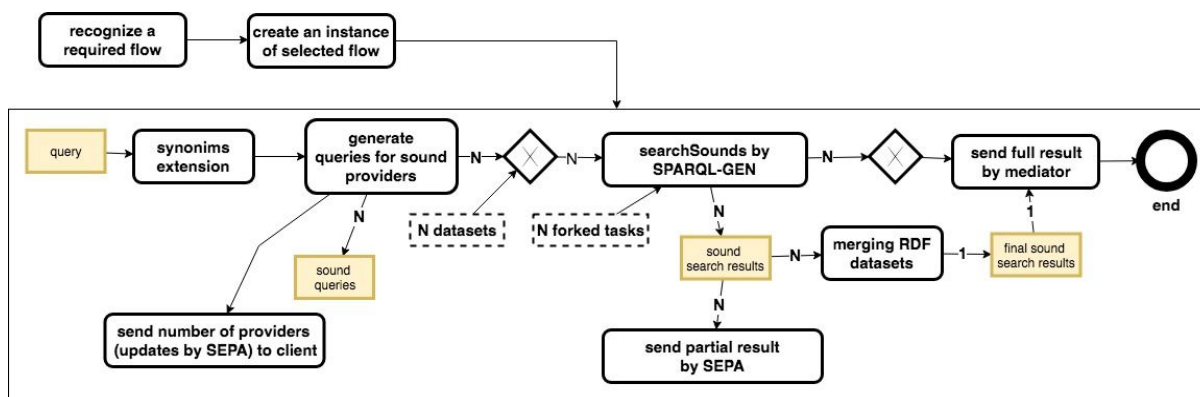 recognize a
required flow
create an instance
of selected flow
query
synonims
extension
generate
queries for sound
providers
N
N
searchSounds by
SPARQL-GEN
N
send full result
by mediator
end
N datasets
N forked tasks
N
N
1
sound
queries
sound
search results
N
merging RDF
datasets
1
final sound
search results
N
send number of providers
(updates by SEPA) to client
send partial result
by SEPA